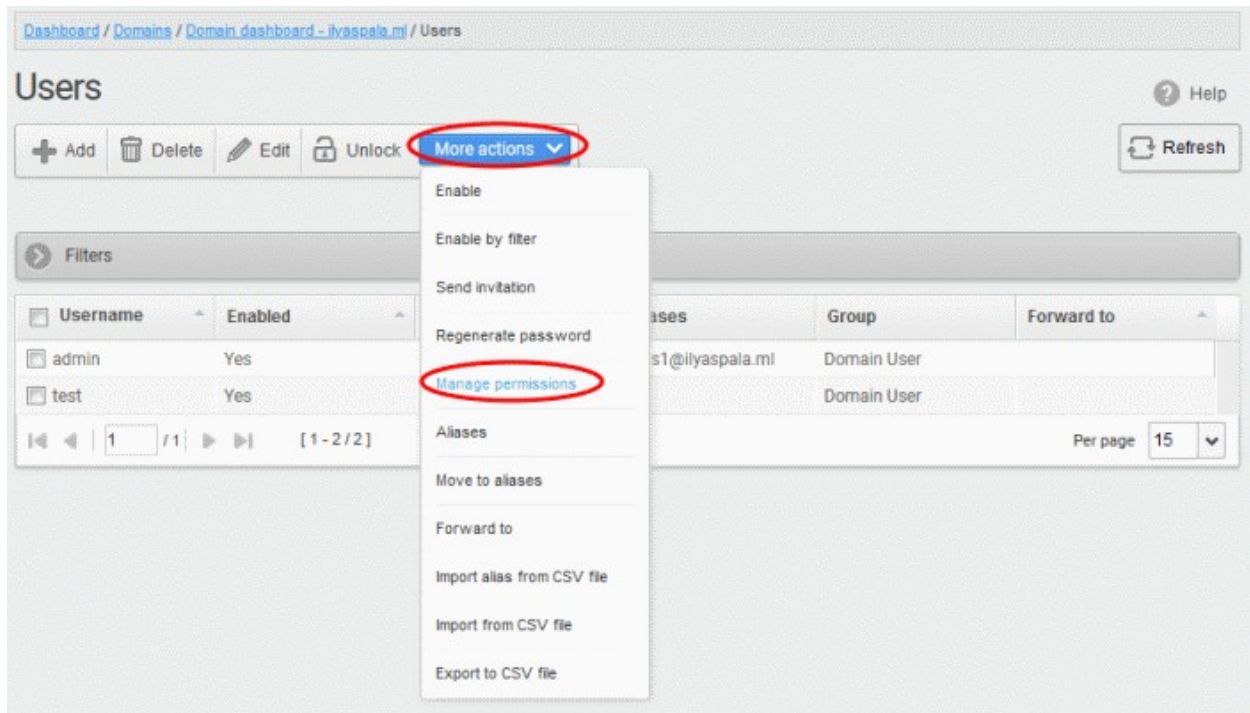 Dashboard / Domains / Domain dashboard - ilyaspala.ml / Users
Users
Help
Add Delete Edit Unlock More actions Refresh
Enable
Enable by filter
Filters
Send invitation
Username Enabled ases Group Forward to
Regenerate password
admin Yes s1@ilyaspala.ml Domain User
Manage permissions
test Yes Domain User
Aliases
1 / 1 [ 1 - 2 / 2 ] Per page 15
Move to aliases
Forward to
Import alias from CSV file
Import from CSV file
Export to CSV file